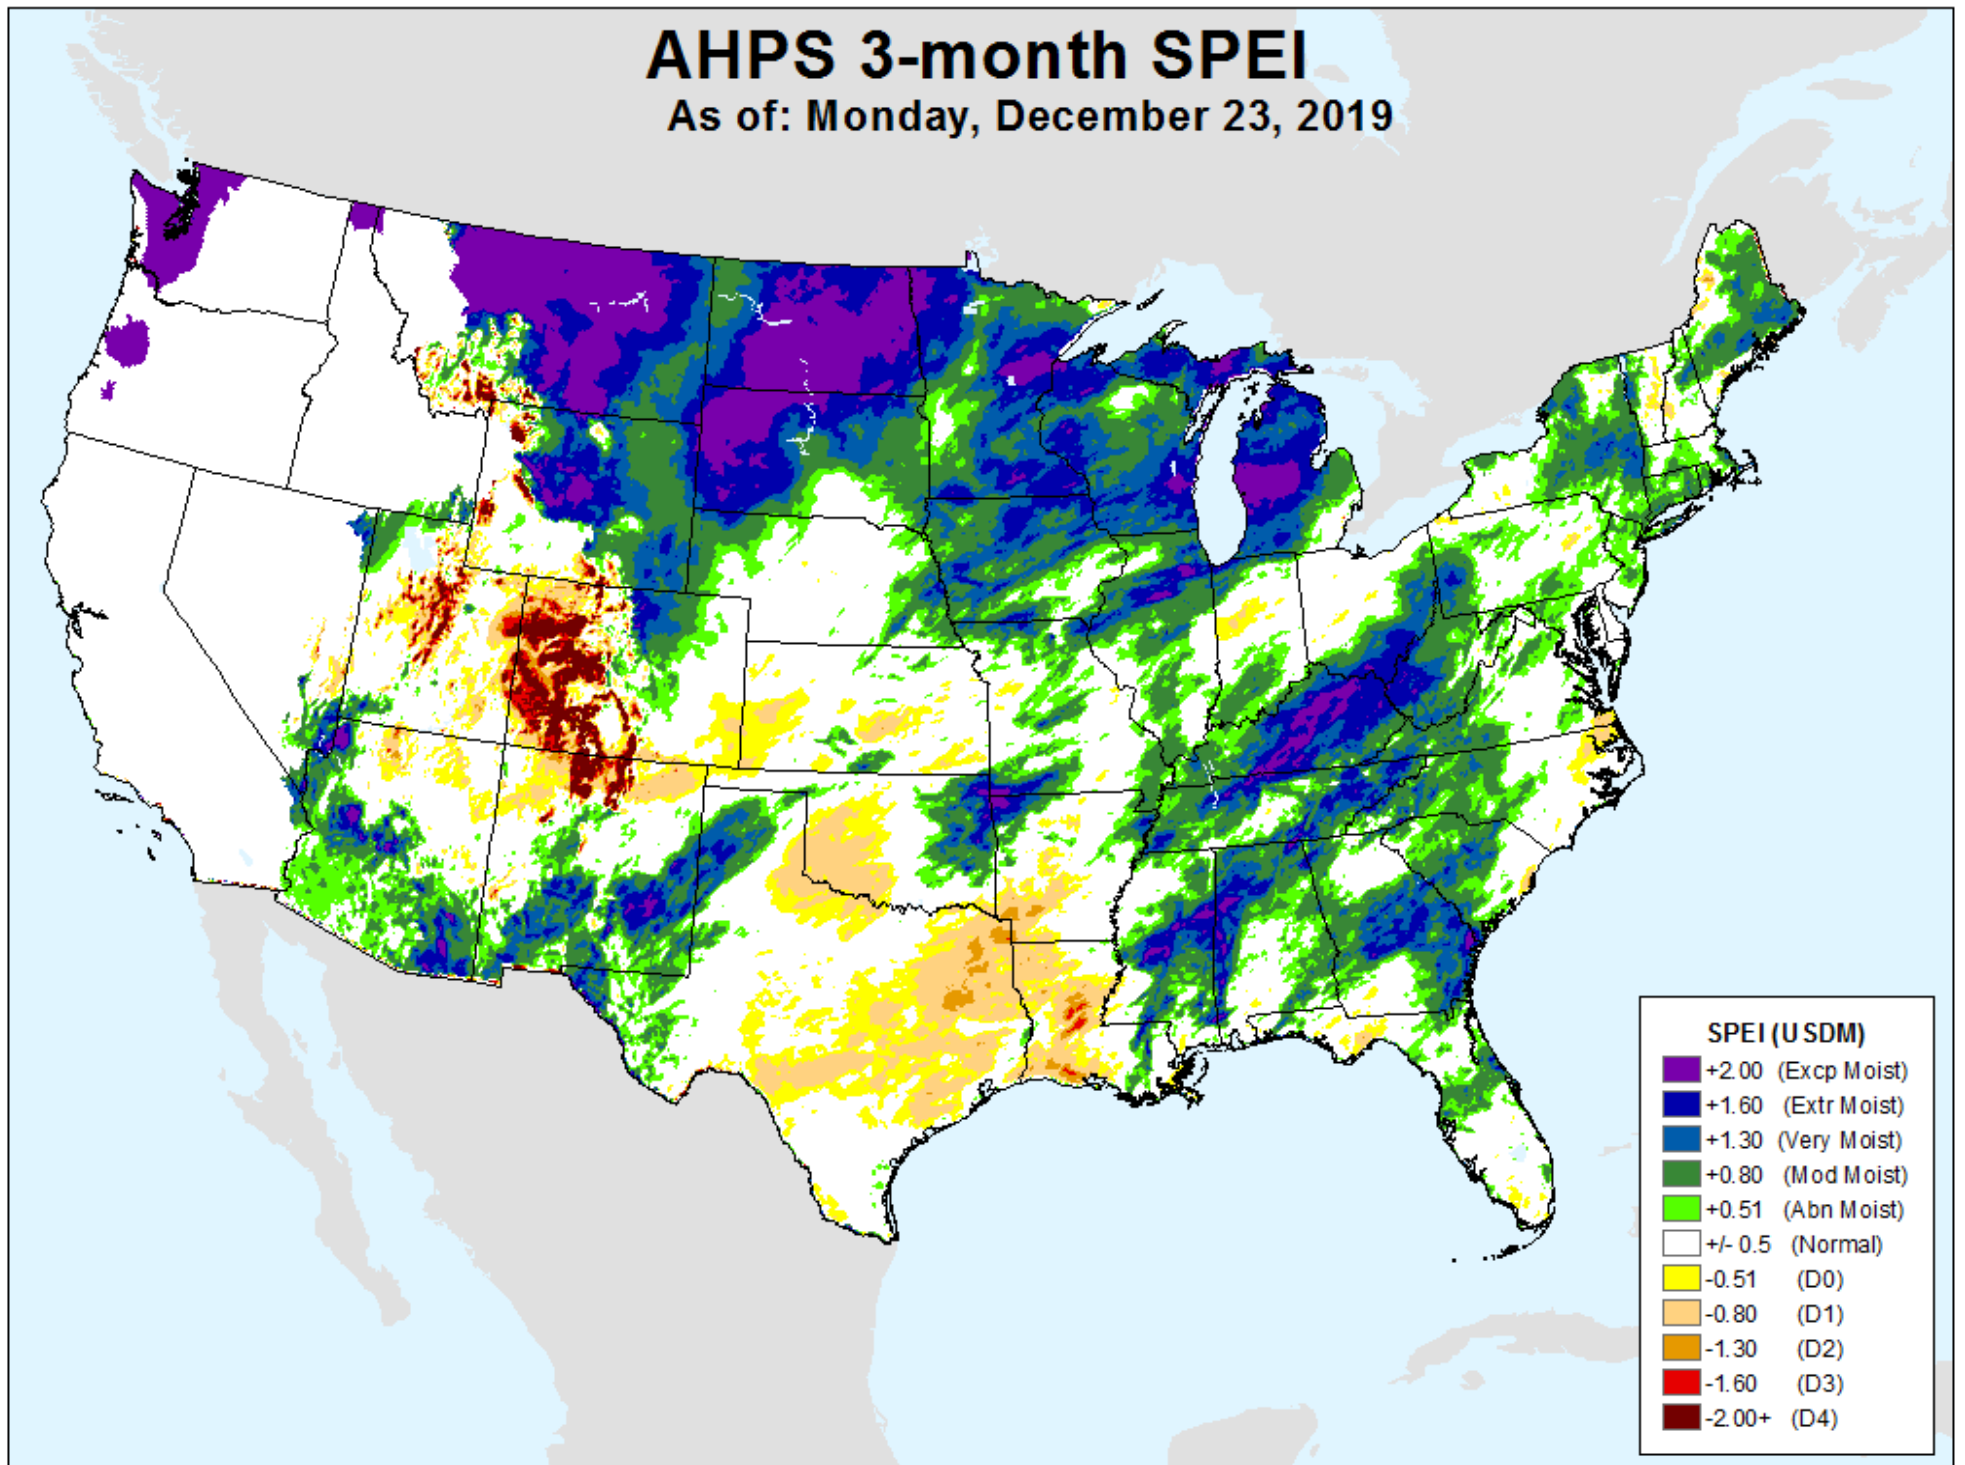 AHPS 3-month SPEI
As of: Monday, December 23, 2019
SPEI (USDM)
+2.00 (Excp Moist)
+1.60 (Extr Moist)
+1.30 (Very Moist)
+0.80 (Mod Moist)
+0.51 (Abn Moist)
+/- 0.5 (Normal)
-0.51 (D0)
-0.80 (D1)
-1.30 (D2)
-1.60 (D3)
-2.00+ (D4)